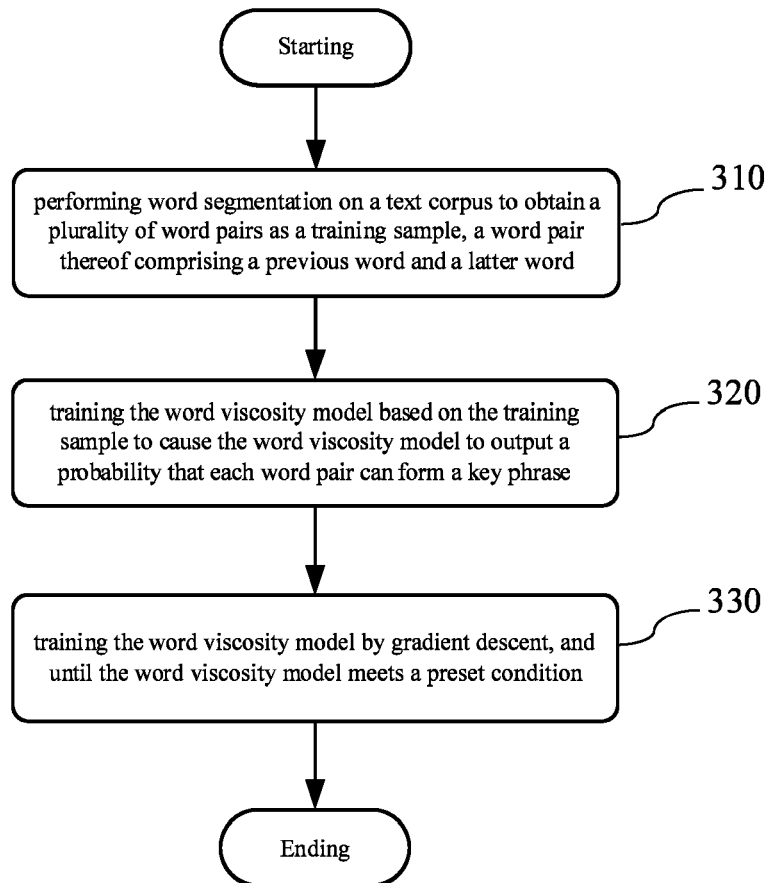 Starting
310
performing word segmentation on a text corpus to obtain a
plurality of word pairs as a training sample, a word pair
thereof comprising a previous word and a latter word
320
training the word viscosity model based on the training
sample to cause the word viscosity model to output a
probability that each word pair can form a key phrase
330
training the word viscosity model by gradient descent, and
until the word viscosity model meets a preset condition
Ending